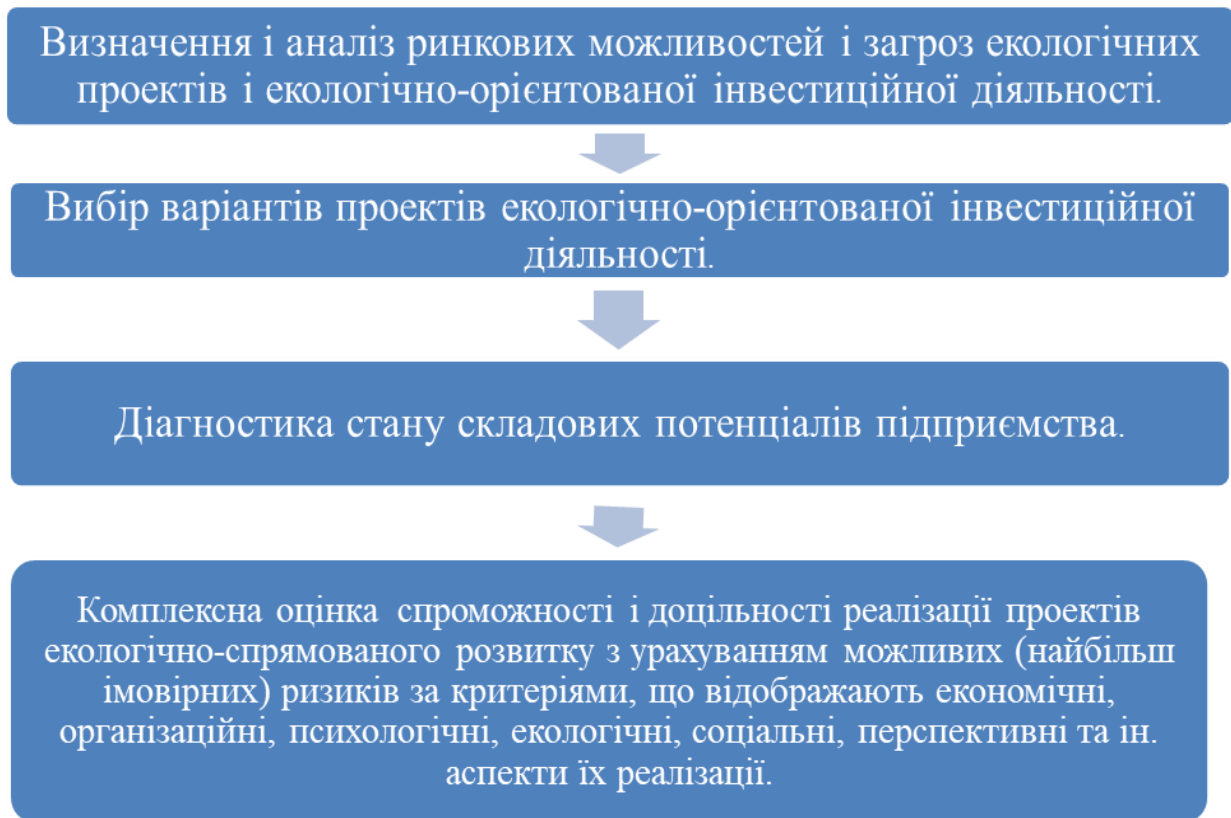 Визначення і аналіз ринкових можливостей і загроз екологічних
проектів і екологічно-орієнтованої інвестиційної діяльності.
Вибір варіантів проектів екологічно-орієнтованої інвестиційної
діяльності.
Діагностика стану складових потенціалів підприємства.
Комплексна оцінка спроможності і доцільності реалізації проектів
екологічно-спрямованого розвитку з урахуванням можливих (найбільш
імовірних) ризиків за критеріями, що відображають економічні,
організаційні, психологічні, екологічні, соціальні, перспективні та ін.
аспекти їх реалізації.